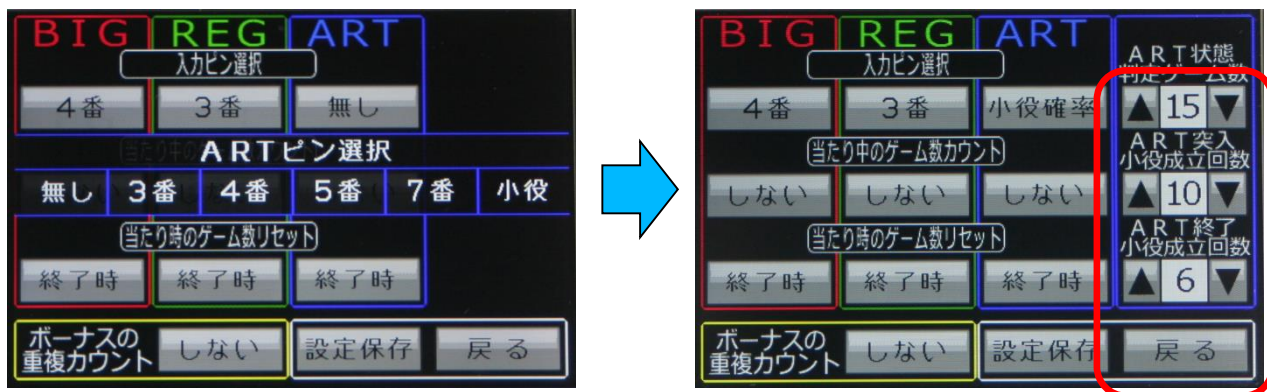 BIG REG ART
入力ピン選択
4番 3番 無し
当たり中の
ARTピン選択
無し 3番 4番 5番 7番 小役
当たり時のゲーム数リセット
終了時 終了時 終了時
ボーナスの
重複カウント
しない 設定保存 戻る
BIG REG ART
入力ピン選択
4番 3番 小役確率
当たり中のゲーム数カウント
しない しない しない
当たり時のゲーム数リセット
終了時 終了時 終了時
ART状態
判定ゲーム数
▲ 15 ▼
ART突入
小役成立回数
▲ 10 ▼
ART終了
小役成立回数
▲ 6 ▼
ボーナスの
重複カウント
しない 設定保存 戻る